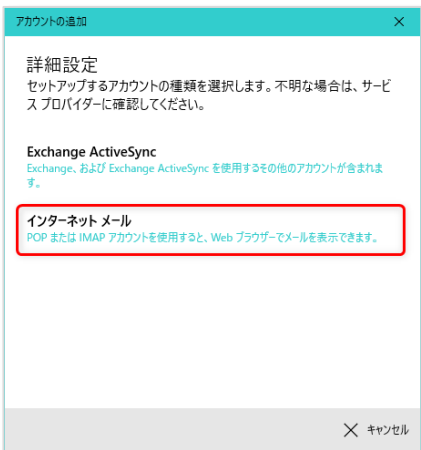 アカウントの追加
詳細設定
セットアップするアカウントの種類を選択します。不明な場合は、サービ
ス プロバイダーに確認してください。
Exchange ActiveSync
Exchange、および Exchange ActiveSync を使用するその他のアカウントが含まれま
す。
インターネット メール
POP または IMAP アカウントを使用すると、Web ブラウザーでメールを表示できます。
キャンセル